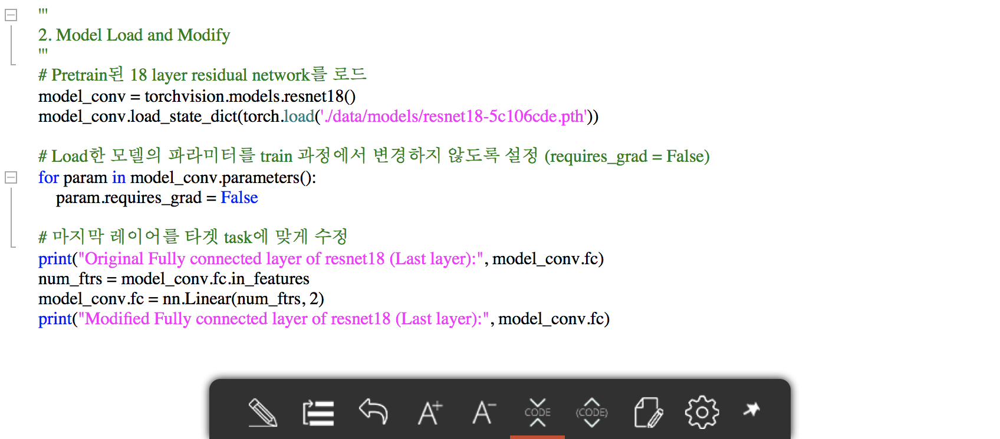 '''
2. Model Load and Modify
'''
# Pretrain된 18 layer residual network를 로드
model_conv = torchvision.models.resnet18()
model_conv.load_state_dict(torch.load('./data/models/resnet18-5c106cde.pth'))
# Load한 모델의 파라미터를 train 과정에서 변경하지 않도록 설정 (requires_grad = False)
for param in model_conv.parameters():
    param.requires_grad = False
# 마지막 레이어를 타겟 task에 맞게 수정
print("Original Fully connected layer of resnet18 (Last layer):", model_conv.fc)
num_ftrs = model_conv.fc.in_features
model_conv.fc = nn.Linear(num_ftrs, 2)
print("Modified Fully connected layer of resnet18 (Last layer):", model_conv.fc)
A+ A- CODE (CODE)